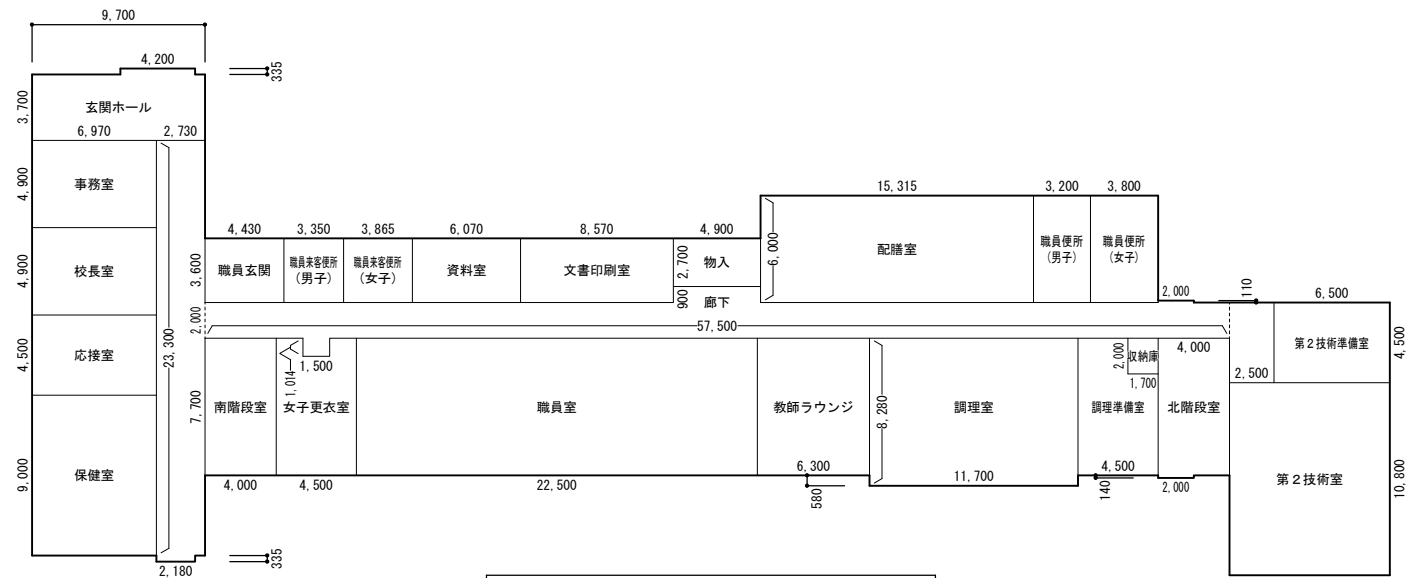 9,700
4,200
335
3,700
玄関ホール
6,970
2,730
4,900
事務室
4,900
校長室
4,500
応接室
9,000
保健室
23,300
2,180
335
3,600
2,000
7,700
4,430
3,350
3,865
6,070
8,570
4,900
職員玄関
職員来客便所
(男子)
職員来客便所
(女子)
資料室
文書印刷室
2,700
物入
900
廊下
15,315
3,200
3,800
6,000
配膳室
職員便所
(男子)
職員便所
(女子)
2,000
110
6,500
57,500
第2技術準備室
4,500
2,500
南階段室
1,014
1,500
女子更衣室
職員室
教師ラウンジ
8,280
調理室
2,000
収納庫
1,700
調理準備室
4,000
北階段室
第2技術室
10,800
4,000
4,500
22,500
6,300
580
11,700
4,500
140
2,000